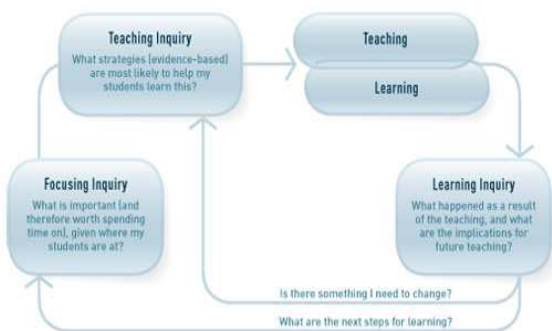 Teaching Inquiry
What strategies (evidence-based)
are most likely to help my
students learn this?
Teaching
Learning
Focusing Inquiry
What is important (and
therefore worth spending
time on), given where my
students are at?
Learning Inquiry
What happened as a result
of the teaching, and what
are the implications for
future teaching?
Is there something I need to change?
What are the next steps for learning?